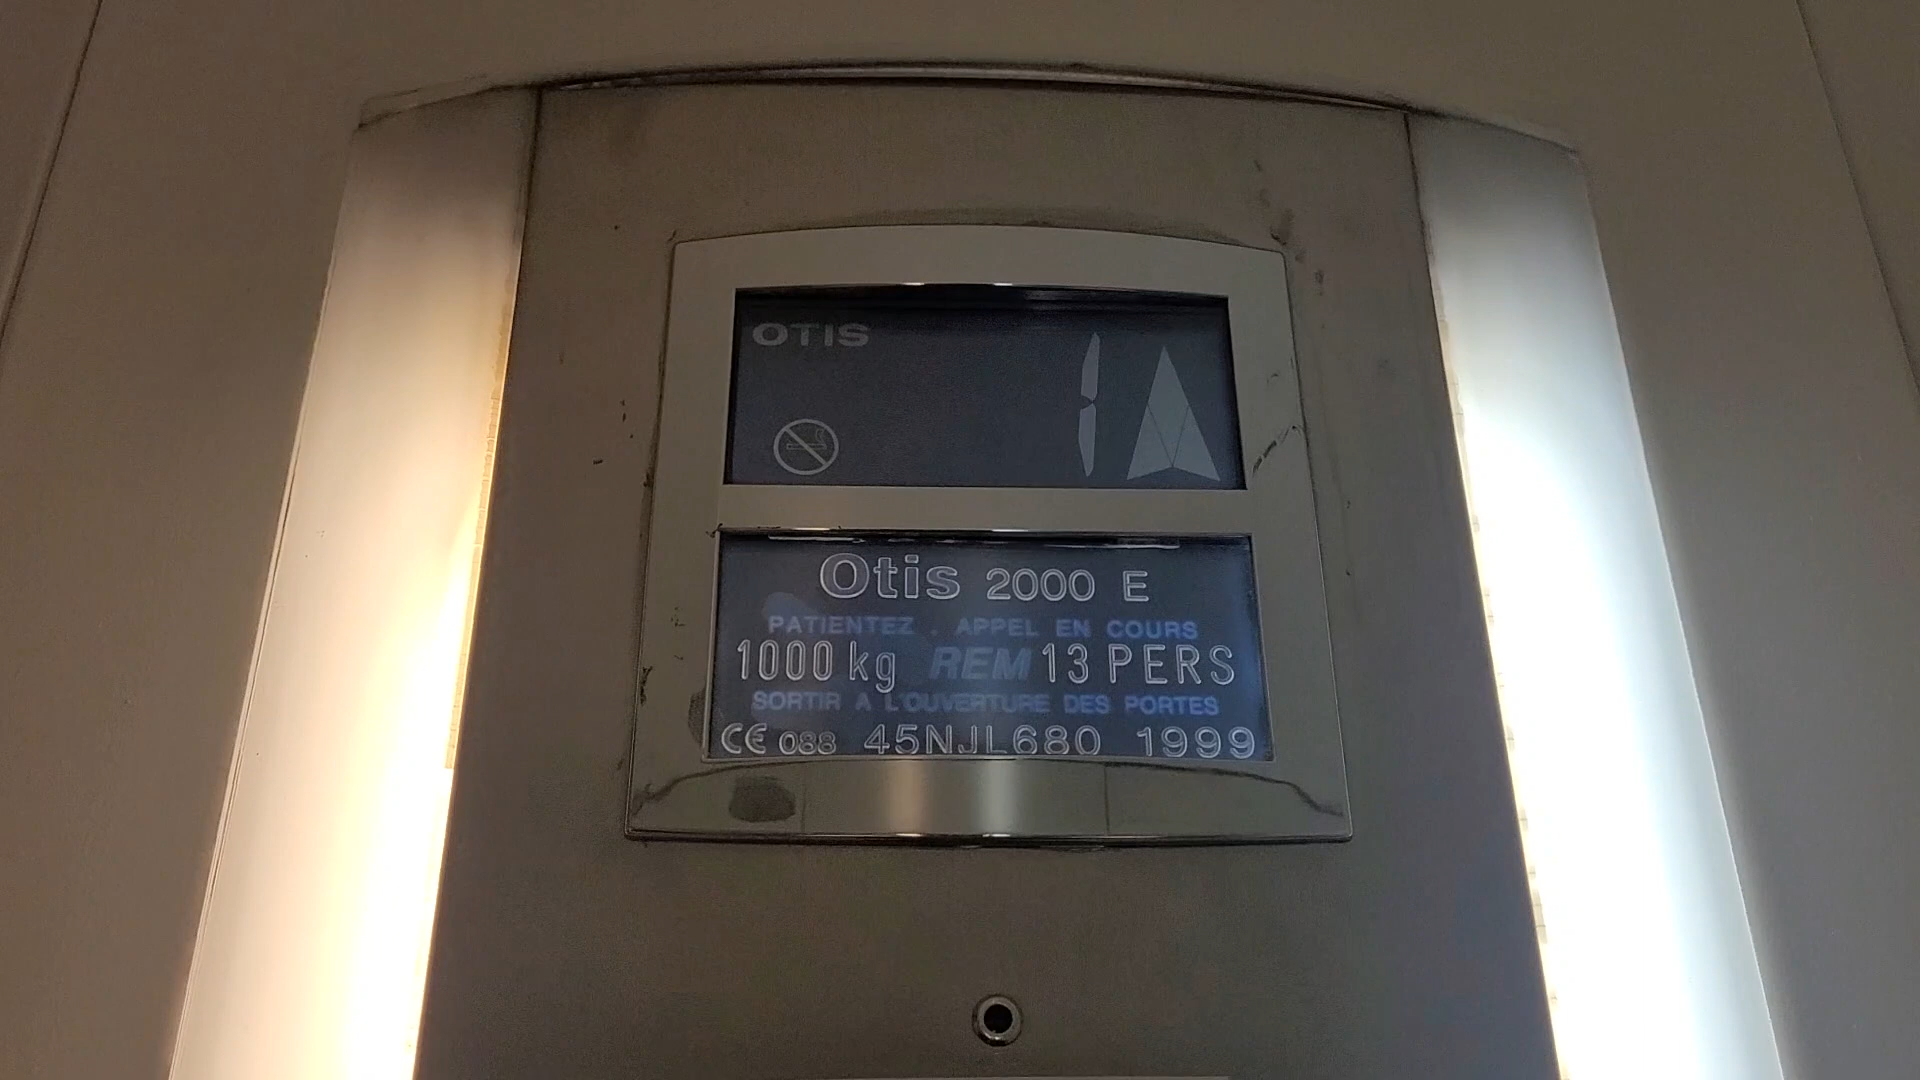 OTIS
1
Otis 2000 E
PATIENTEZ . APPEL EN COURS
1000 kg REM 13 PERS
SORTIR A L'OUVERTURE DES PORTES
CE 088 45NJL680 1999